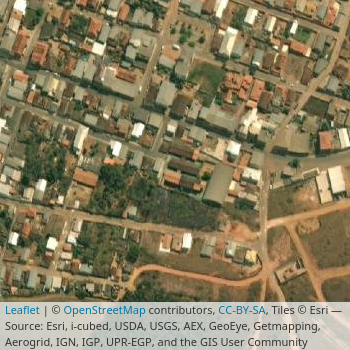 Leaflet | © OpenStreetMap contributors, CC-BY-SA, Tiles © Esri —
Source: Esri, i-cubed, USDA, USGS, AEX, GeoEye, Getmapping,
Aerogrid, IGN, IGP, UPR-EGP, and the GIS User Community